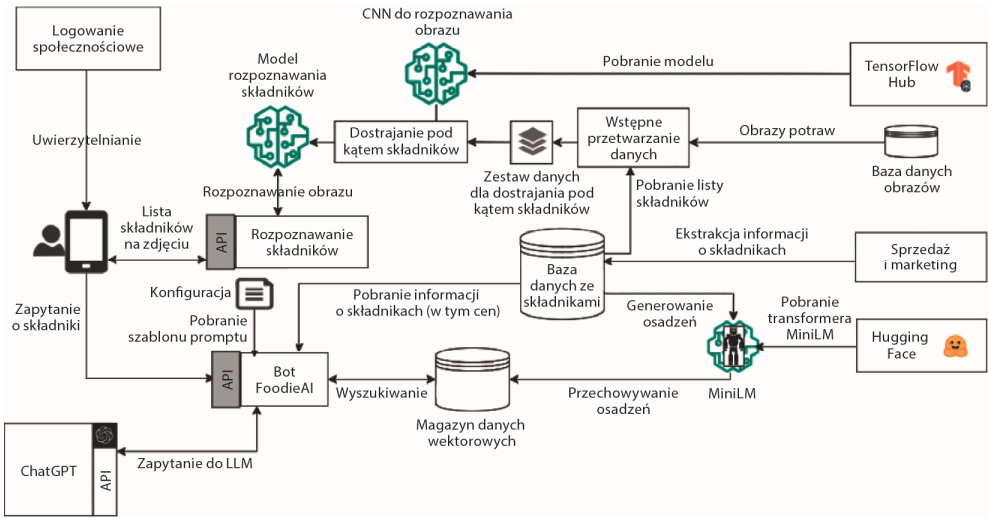 Logowanie
społecznościowe
CNN do rozpoznawania
obrazu
Model
rozpoznawania
składników
Pobranie modelu
TensorFlow
Hub
Uwierzytelnianie
Dostrajanie pod
kątem składników
Wstępne
przetwarzanie
danych
Obrazy potraw
Baza danych
obrazów
Zestaw danych
dla dostrajania pod
kątem składników
Pobranie listy
składników
Rozpoznawanie obrazu
Lista
składników
na zdjęciu
API
Rozpoznawanie
składników
Ekstrakcja informacji
o składnikach
Sprzedaż
i marketing
Baza
danych ze
składnikami
Konfiguracja
Zapytanie
o składniki
Pobranie
szablonu promptu
Pobranie informacji
o składnikach (w tym cen)
Generowanie
osadzeń
Pobranie
transformera
MiniLM
Hugging
Face
API
Bot
FoodieAI
Wyszukiwanie
Magazyn danych
wektorowych
Przechowywanie
osadzeń
MiniLM
ChatGPT
API
Zapytanie do LLM